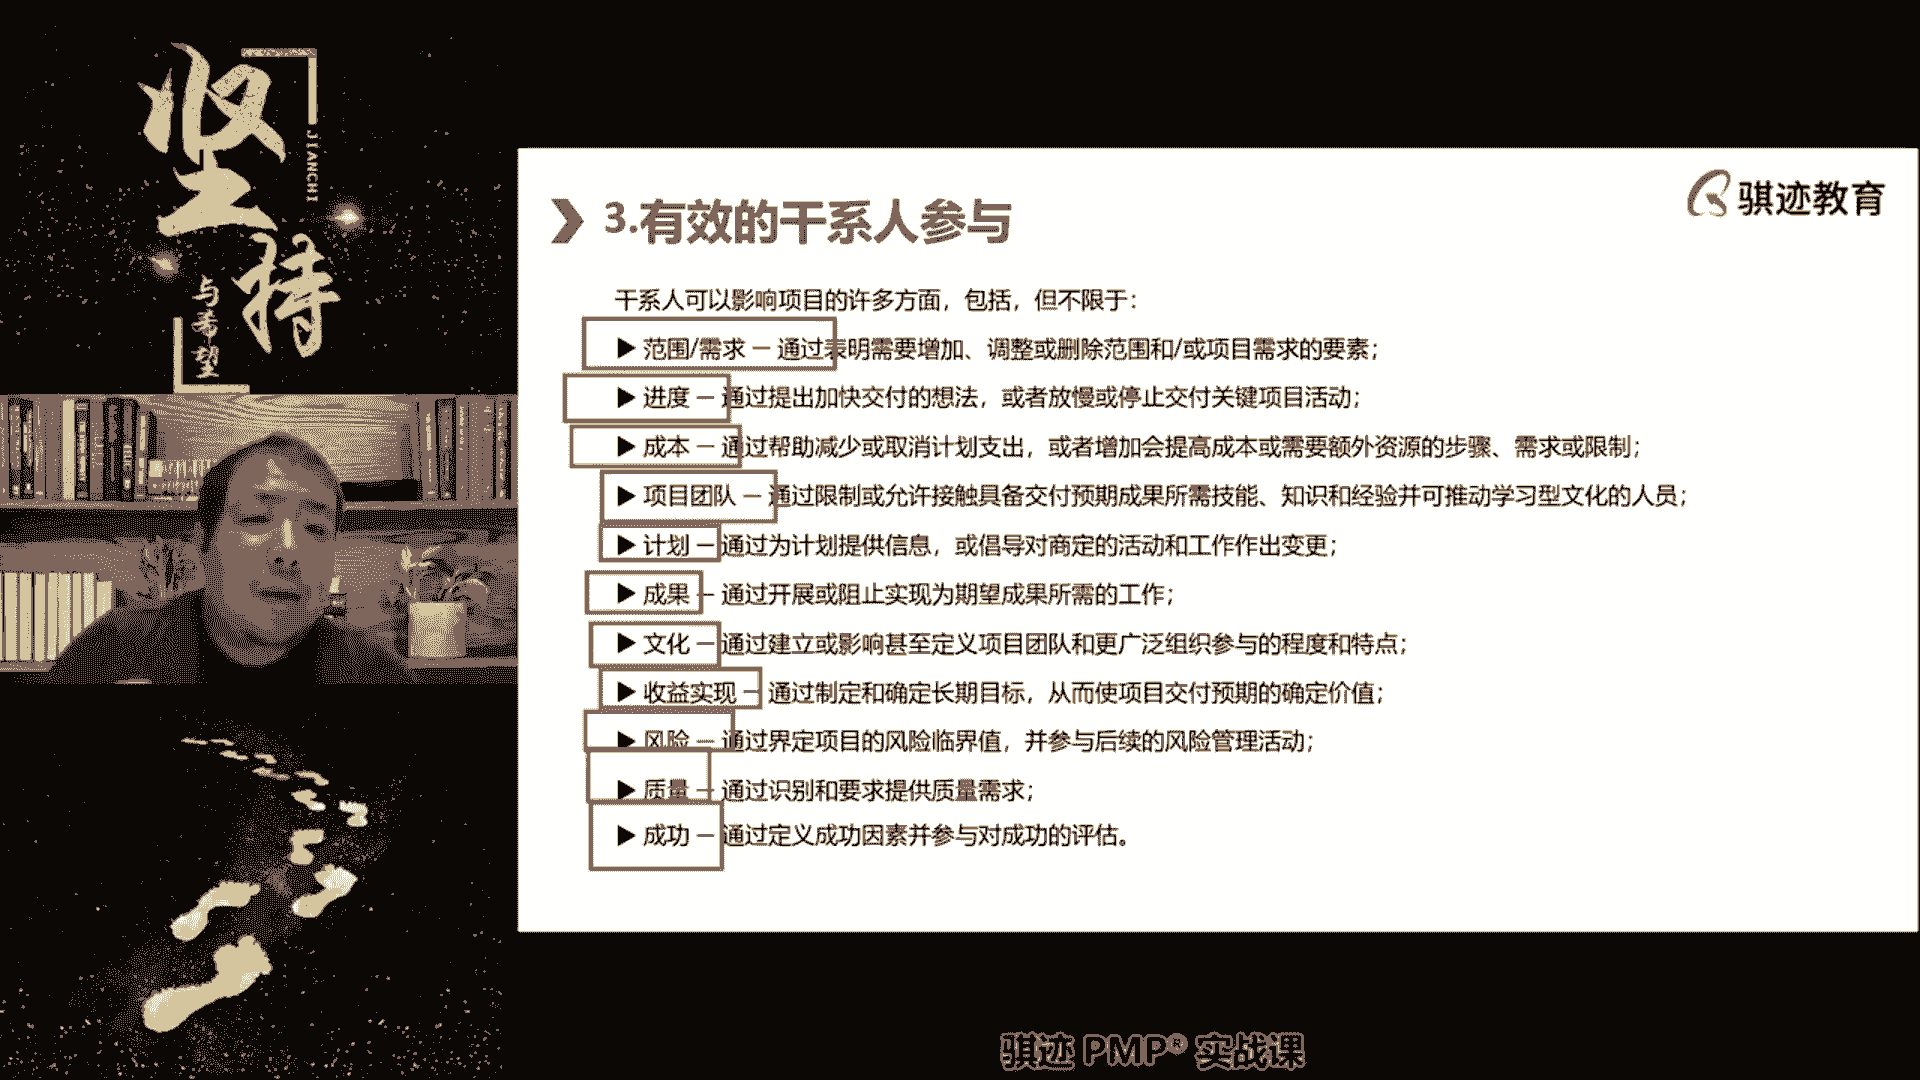 坚持
JIANCHI
与希望
骐迹教育
3.有效的干系人参与
干系人可以影响项目的许多方面，包括，但不限于：
▶ 范围/需求 — 通过表明需要增加、调整或删除范围和/或项目需求的要素；
▶ 进度 — 通过提出加快交付的想法，或者放慢或停止交付关键项目活动；
▶ 成本 — 通过帮助减少或取消计划支出，或者增加会提高成本或需要额外资源的步骤、需求或限制；
▶ 项目团队 — 通过限制或允许接触具备交付预期成果所需技能、知识和经验并可推动学习型文化的人员；
▶ 计划 — 通过为计划提供信息，或倡导对商定的活动和工作作出变更；
▶ 成果 — 通过开展或阻止实现为期望成果所需的工作；
▶ 文化 — 通过建立或影响甚至定义项目团队和更广泛组织参与的程度和特点；
▶ 收益实现 — 通过制定和确定长期目标，从而使项目交付预期的确定价值；
▶ 风险 — 通过界定项目的风险临界值，并参与后续的风险管理活动；
▶ 质量 — 通过识别和要求提供质量需求；
▶ 成功 — 通过定义成功因素并参与对成功的评估。
骐迹 PMP® 实战课